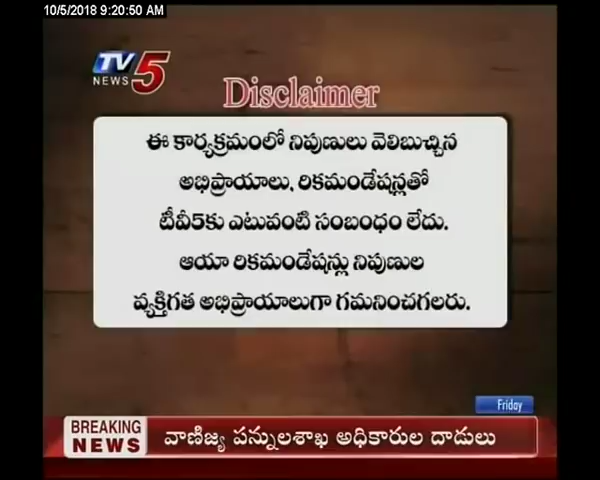 10/5/2018 9:20:50 AM
TV5
NEWS
Disclaimer
ఈ కార్యక్రమంలో నిపుణులు వెలిబుచ్చిన
అభిప్రాయాలు, రికమండేషన్లతో
టీవీ5కు ఎటువంటి సంబంధం లేదు.
ఆయా రికమండేషన్లు నిపుణుల
వ్యక్తిగత అభిప్రాయాలుగా గమనించగలరు.
Friday
BREAKING
NEWS
వాణిజ్య పన్నులశాఖ అధికారుల దాడులు